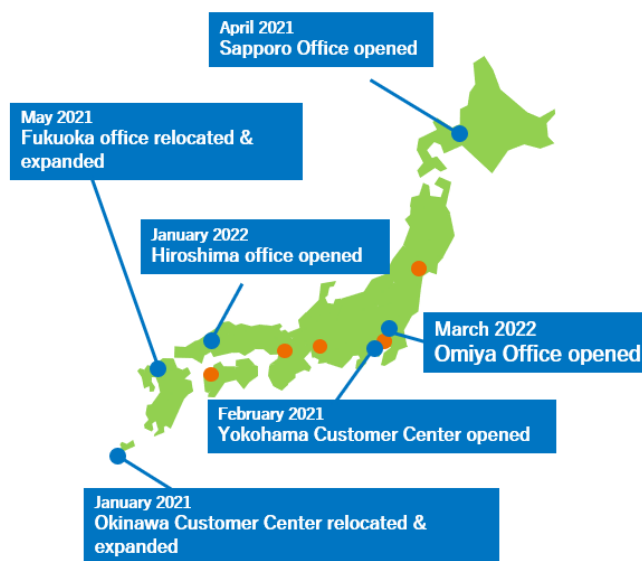 April 2021
Sapporo Office opened
May 2021
Fukuoka office relocated &
expanded
January 2022
Hiroshima office opened
March 2022
Omiya Office opened
February 2021
Yokohama Customer Center opened
January 2021
Okinawa Customer Center relocated &
expanded